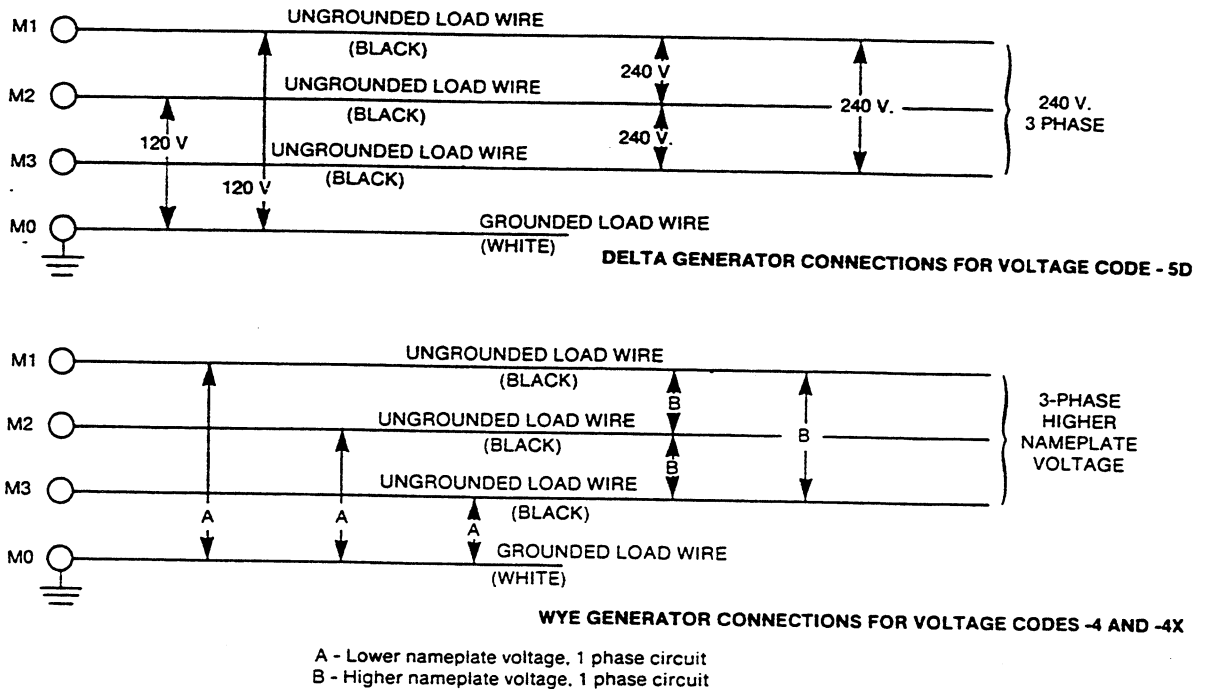 M1
UNGROUNDED LOAD WIRE
(BLACK)
M2
UNGROUNDED LOAD WIRE
(BLACK)
M3
UNGROUNDED LOAD WIRE
(BLACK)
M0
GROUNDED LOAD WIRE
(WHITE)
120 V
120 V
240 V
240 V.
240 V.
240 V.
3 PHASE
DELTA GENERATOR CONNECTIONS FOR VOLTAGE CODE - 5D
M1
UNGROUNDED LOAD WIRE
(BLACK)
M2
UNGROUNDED LOAD WIRE
(BLACK)
M3
UNGROUNDED LOAD WIRE
(BLACK)
M0
GROUNDED LOAD WIRE
(WHITE)
A
A
A
B
B
B
3-PHASE
HIGHER
NAMEPLATE
VOLTAGE
WYE GENERATOR CONNECTIONS FOR VOLTAGE CODES -4 AND -4X
A - Lower nameplate voltage, 1 phase circuit
B - Higher nameplate voltage, 1 phase circuit